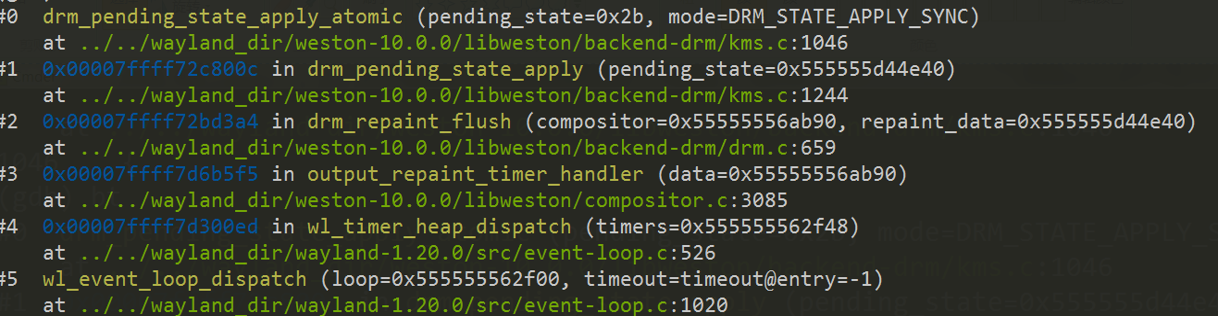 #0 drm_pending_state_apply_atomic (pending_state=0x2b, mode=DRM_STATE_APPLY_SYNC)
at ../../wayland_dir/weston-10.0.0/libweston/backend-drm/kms.c:1046
#1 0x00007ffff72c800c in drm_pending_state_apply (pending_state=0x555555d44e40)
at ../../wayland_dir/weston-10.0.0/libweston/backend-drm/kms.c:1244
#2 0x00007ffff72bd3a4 in drm_repaint_flush (compositor=0x55555556ab90, repaint_data=0x555555d44e40)
at ../../wayland_dir/weston-10.0.0/libweston/backend-drm/drm.c:659
#3 0x00007ffff7d6b5f5 in output_repaint_timer_handler (data=0x55555556ab90)
at ../../wayland_dir/weston-10.0.0/libweston/compositor.c:3085
#4 0x00007ffff7d300ed in wl_timer_heap_dispatch (timers=0x555555562f48)
at ../../wayland_dir/wayland-1.20.0/src/event-loop.c:526
#5 wl_event_loop_dispatch (loop=0x555555562f00, timeout=timeout@entry=-1)
at ../../wayland_dir/wayland-1.20.0/src/event-loop.c:1020